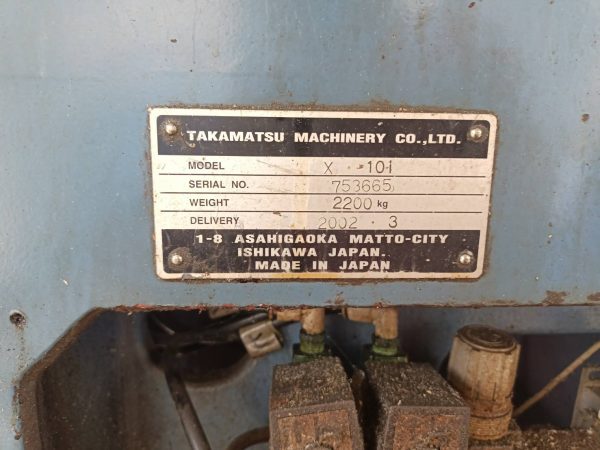 TAKAMATSU MACHINERY CO.,LTD.
MODEL X -10i
SERIAL NO. 753665
WEIGHT 2200 kg
DELIVERY 2002 · 3
1-8 ASAHIGAOKA MATTO-CITY
ISHIKAWA JAPAN.
MADE IN JAPAN